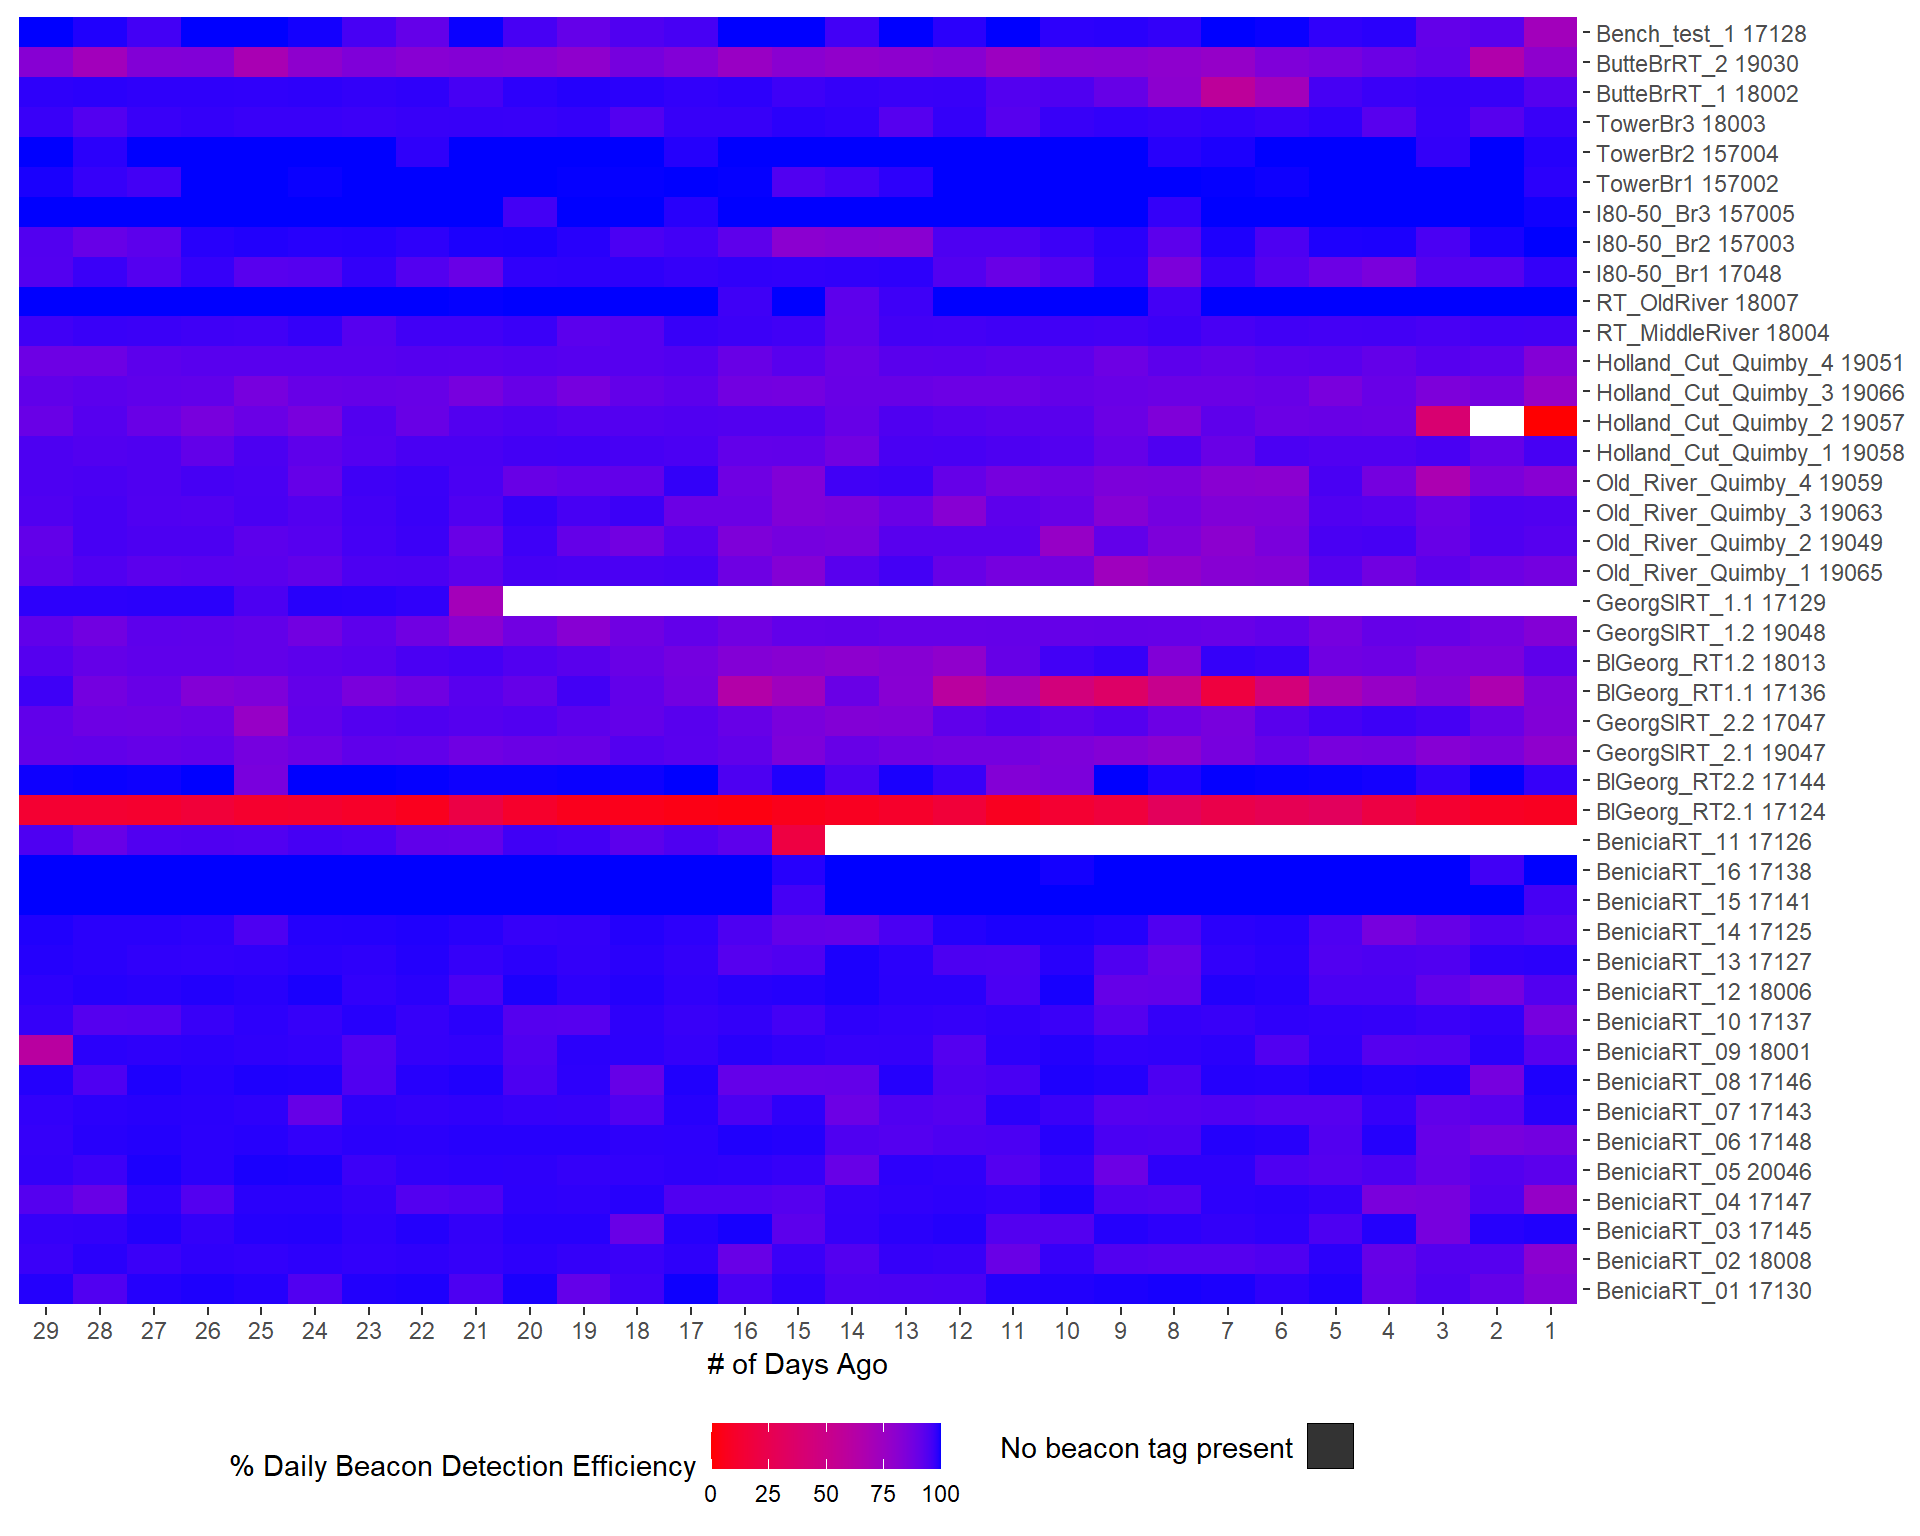 Bench_test_1 17128
ButteBrRT_2 19030
ButteBrRT_1 18002
TowerBr3 18003
TowerBr2 157004
TowerBr1 157002
I80-50_Br3 157005
I80-50_Br2 157003
I80-50_Br1 17048
RT_OldRiver 18007
RT_MiddleRiver 18004
Holland_Cut_Quimby_4 19051
Holland_Cut_Quimby_3 19066
Holland_Cut_Quimby_2 19057
Holland_Cut_Quimby_1 19058
Old_River_Quimby_4 19059
Old_River_Quimby_3 19063
Old_River_Quimby_2 19049
Old_River_Quimby_1 19065
GeorgSlRT_1.1 17129
GeorgSlRT_1.2 19048
BlGeorg_RT1.2 18013
BlGeorg_RT1.1 17136
GeorgSlRT_2.2 17047
GeorgSlRT_2.1 19047
BlGeorg_RT2.2 17144
BlGeorg_RT2.1 17124
BeniciaRT_11 17126
BeniciaRT_16 17138
BeniciaRT_15 17141
BeniciaRT_14 17125
BeniciaRT_13 17127
BeniciaRT_12 18006
BeniciaRT_10 17137
BeniciaRT_09 18001
BeniciaRT_08 17146
BeniciaRT_07 17143
BeniciaRT_06 17148
BeniciaRT_05 20046
BeniciaRT_04 17147
BeniciaRT_03 17145
BeniciaRT_02 18008
BeniciaRT_01 17130
29 28 27 26 25 24 23 22 21 20 19 18 17 16 15 14 13 12 11 10 9 8 7 6 5 4 3 2 1
# of Days Ago
% Daily Beacon Detection Efficiency
0 25 50 75 100
No beacon tag present